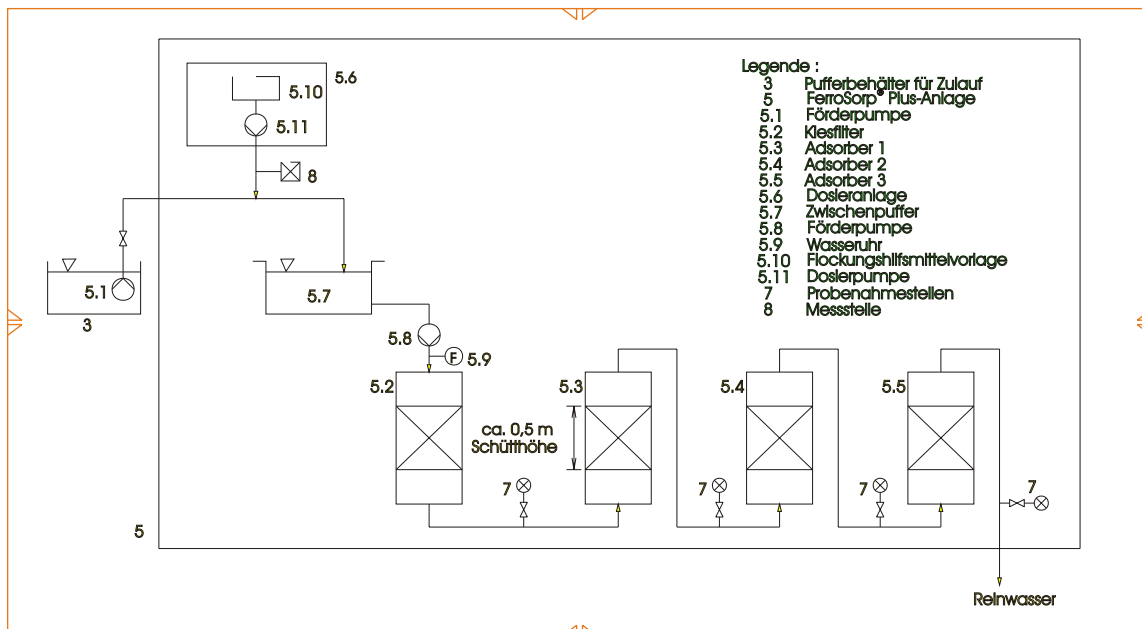 Legende :
3 Pufferbehälter für Zulauf
5 FerroSorp® Plus-Anlage
5.1 Förderpumpe
5.2 Kiesfilter
5.3 Adsorber 1
5.4 Adsorber 2
5.5 Adsorber 3
5.6 Dosieranlage
5.7 Zwischenpuffer
5.8 Förderpumpe
5.9 Wasseruhr
5.10 Flockungshilfsmittelvorlage
5.11 Dosierpumpe
7 Probenahmestellen
8 Messstelle
5.6
5.10
5.11
8
5.1
3
5.7
5.8
F
5.9
5.2
5.3
5.4
5.5
ca. 0,5 m
Schütthöhe
7
7
7
7
5
Reinwasser